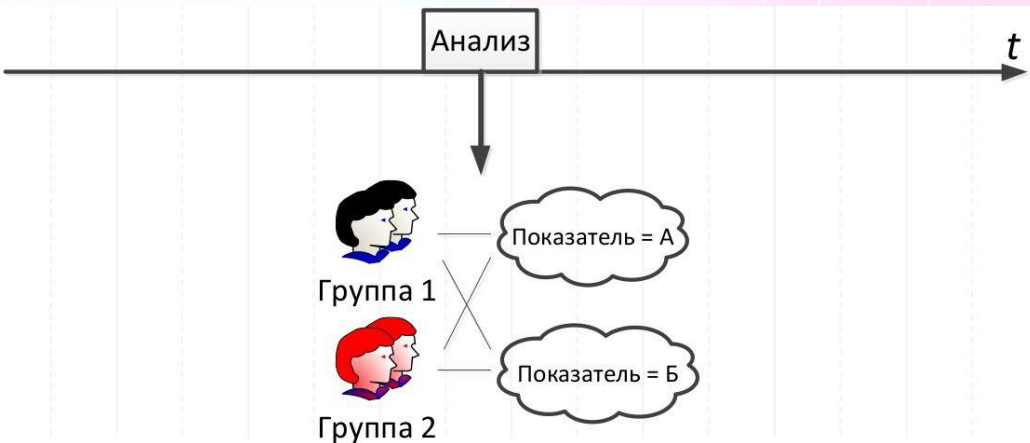 Анализ
t
Показатель = А
Группа 1
Показатель = Б
Группа 2